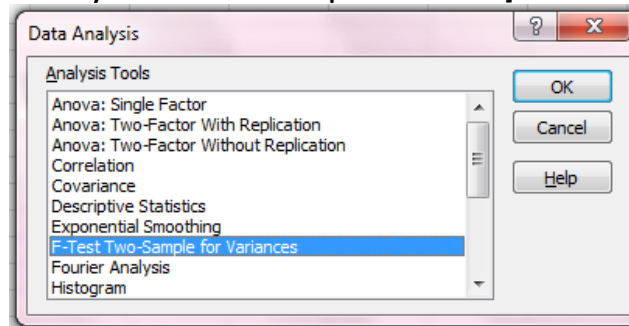 Data Analysis
?
X
Analysis Tools
Anova: Single Factor
Anova: Two-Factor With Replication
Anova: Two-Factor Without Replication
Correlation
Covariance
Descriptive Statistics
Exponential Smoothing
F-Test Two-Sample for Variances
Fourier Analysis
Histogram
OK
Cancel
Help